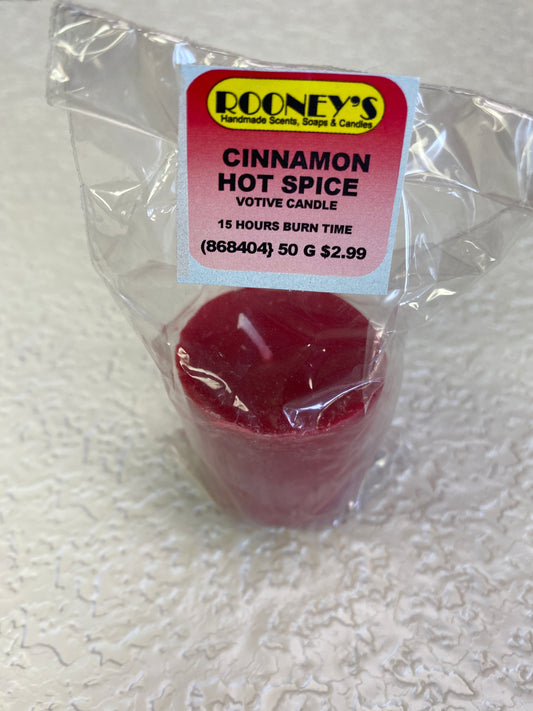 ROONEY'S
Handmade Scents, Soaps & Candles
CINNAMON
HOT SPICE
VOTIVE CANDLE
15 HOURS BURN TIME
(868404} 50 G $2.99